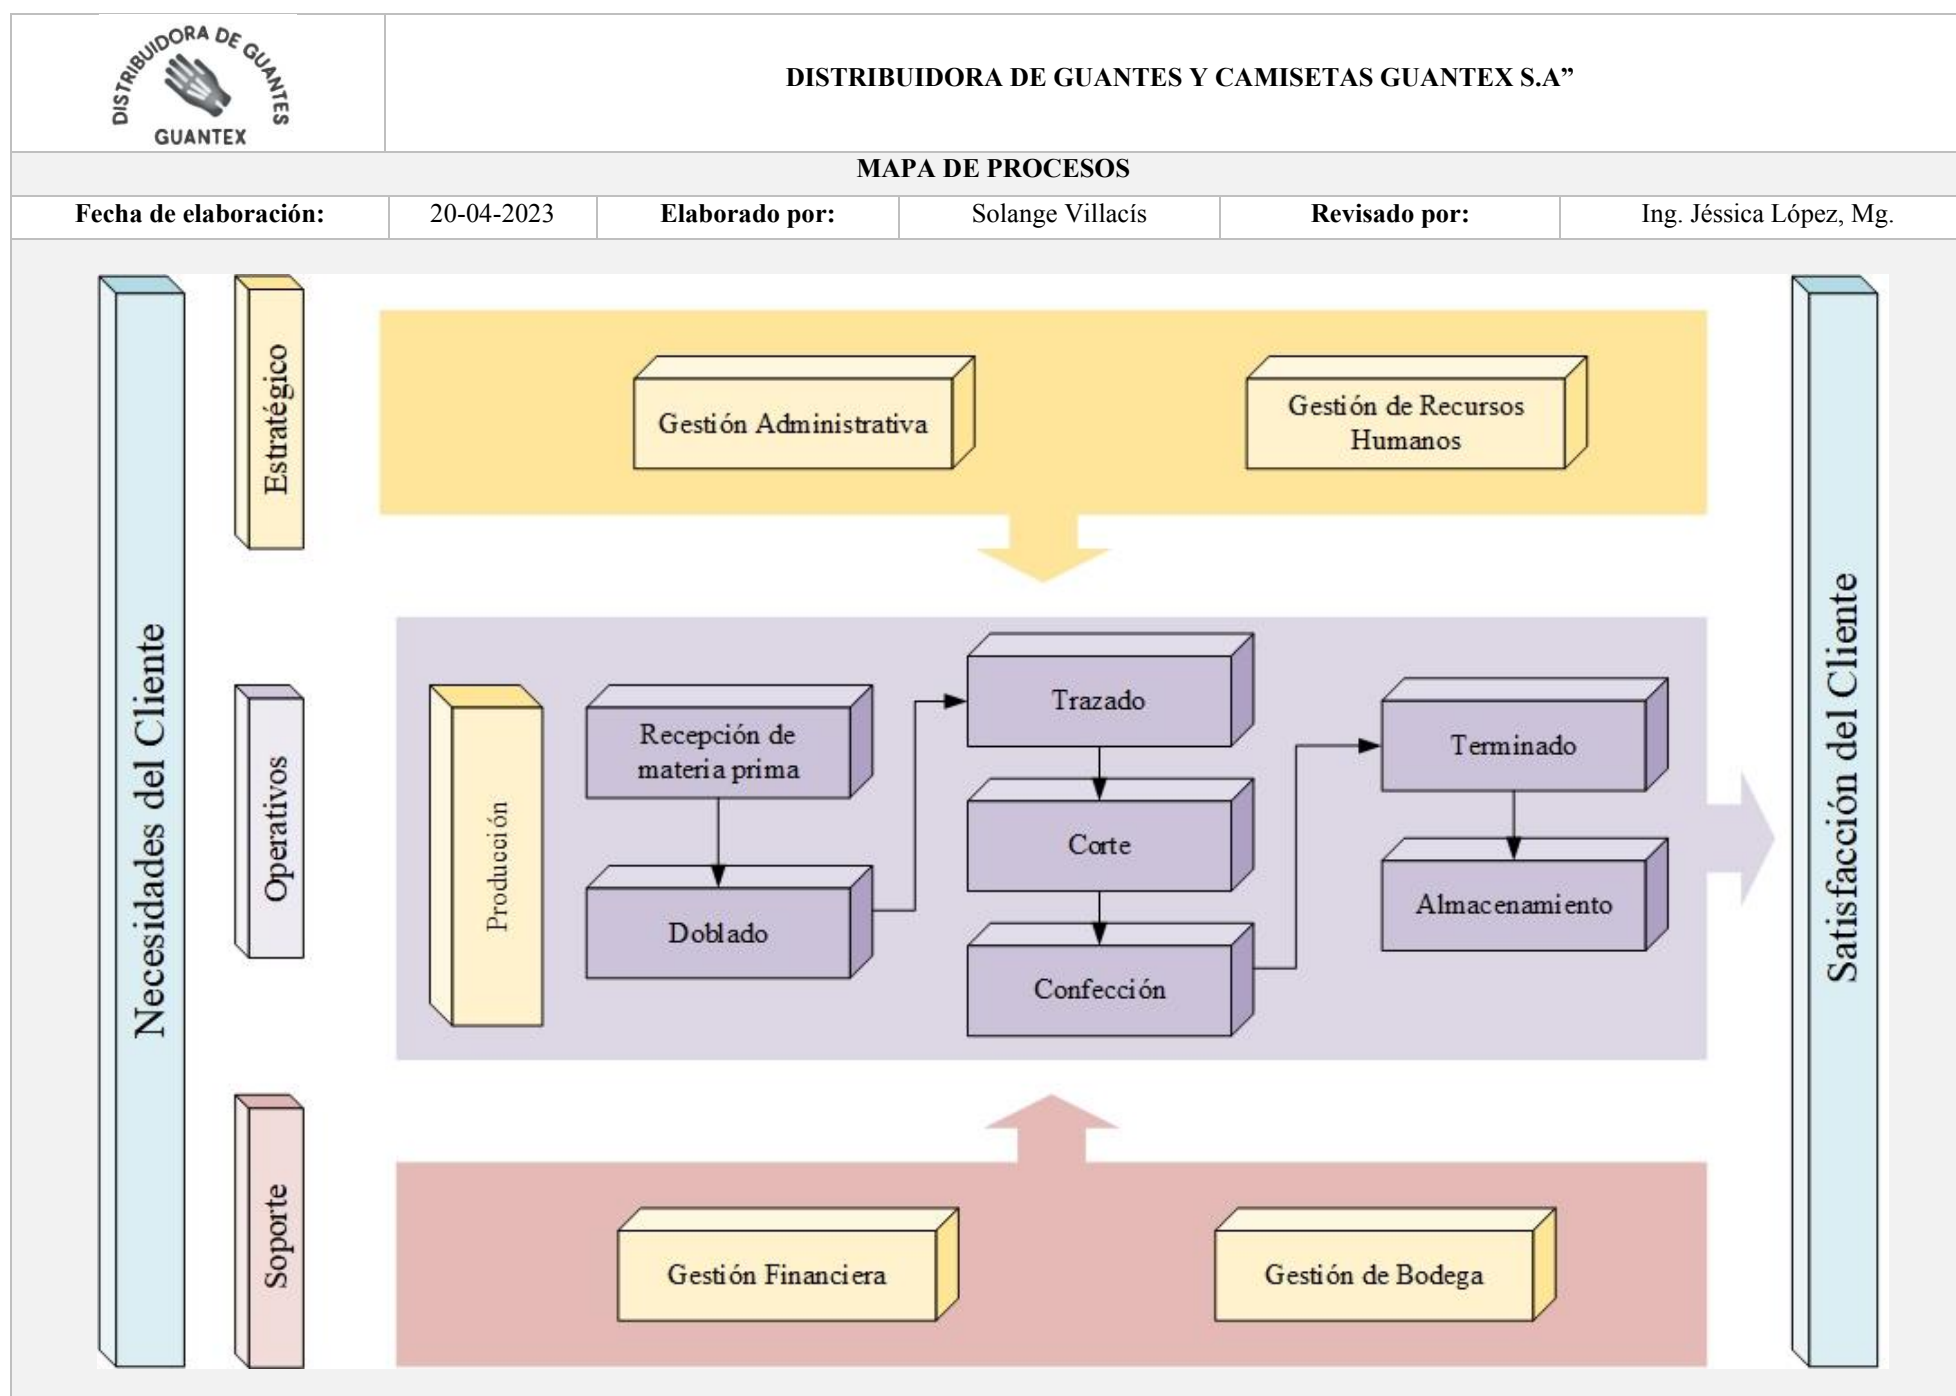 DISTRIBUIDORA DE GUANTES
GUANTEX
DISTRIBUIDORA DE GUANTES Y CAMISETAS GUANTEX S.A”
MAPA DE PROCESOS
Fecha de elaboración:
20-04-2023
Elaborado por:
Solange Villacís
Revisado por:
Ing. Jéssica López, Mg.
Necesidades del Cliente
Estratégico
Gestión Administrativa
Gestión de Recursos
Humanos
Operativos
Producción
Recepción de
materia prima
Doblado
Trazado
Corte
Confección
Terminado
Almacenamiento
Soporte
Gestión Financiera
Gestión de Bodega
Satisfacción del Cliente